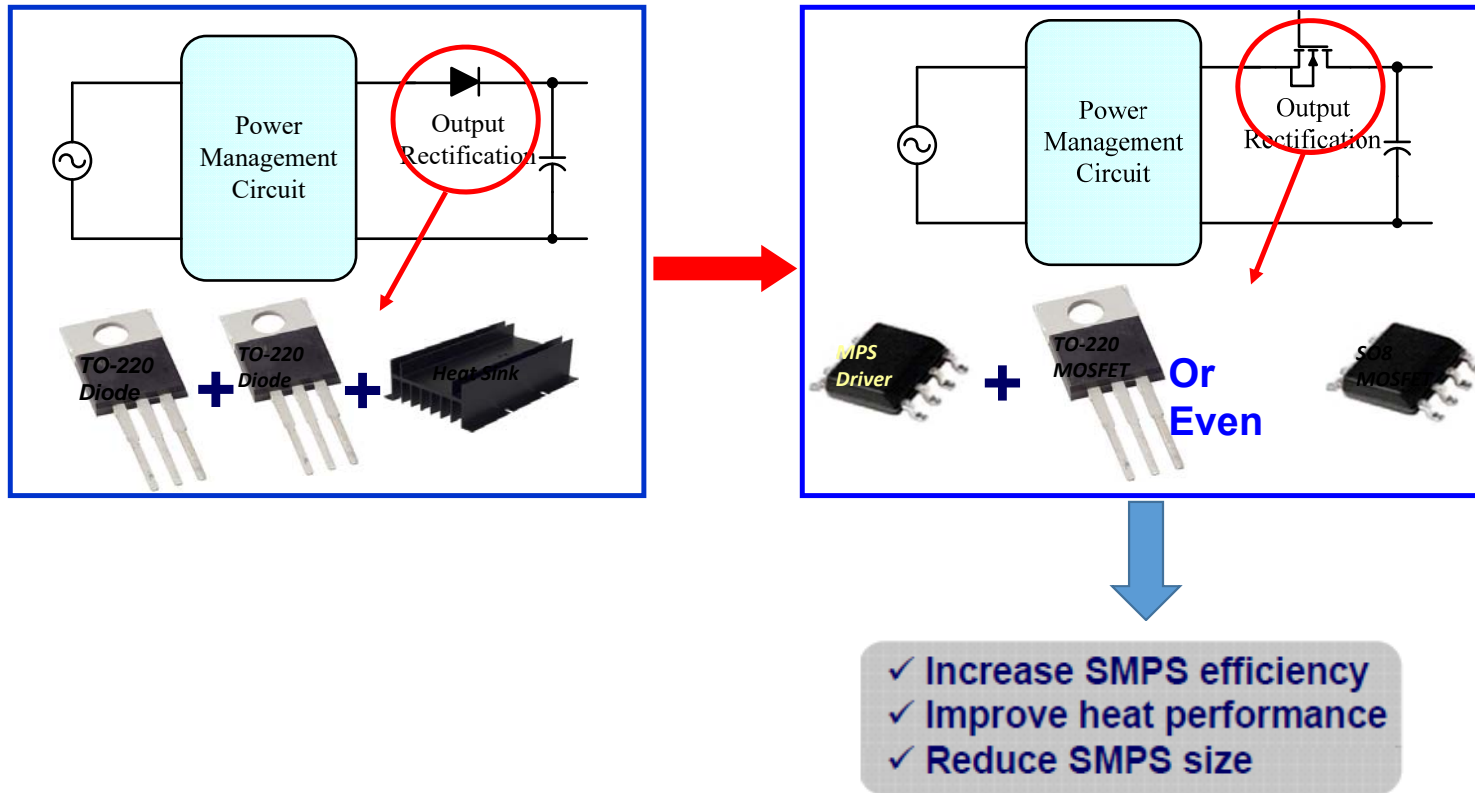 Power
Management
Circuit
Output
Rectification
TO-220
Diode
+
TO-220
Diode
+
Heat Sink
Power
Management
Circuit
Output
Rectification
MPS
Driver
+
TO-220
MOSFET
Or
Even
SO8
MOSFET
✓ Increase SMPS efficiency
✓ Improve heat performance
✓ Reduce SMPS size